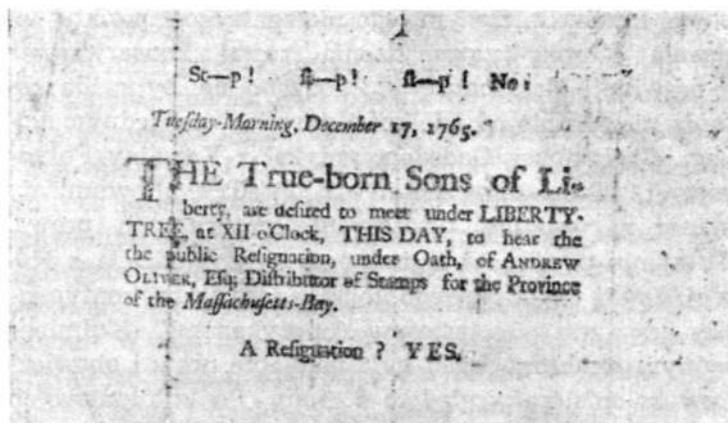 St—p! ſt—p! ſt—p! No:
Tueſday-Morning, December 17, 1765.
THE True-born Sons of Li-
berty, are deſired to meet under LIBERTY-
TREE, at XII o'Clock, THIS DAY, to hear the
the public Reſignation, under Oath, of ANDREW
OLIVER, Eſq; Diſtributor of Stamps for the Province
of the Maſſachuſetts-Bay.
A Reſignation ? YES.